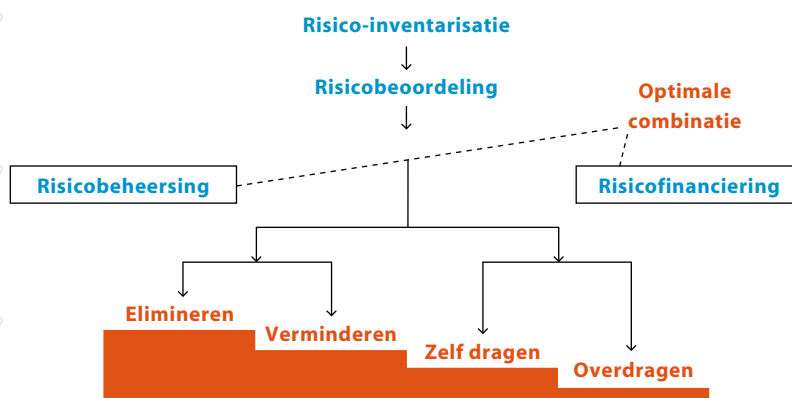 Risico-inventarisatie
Risicobeoordeling
Optimale
combinatie
Risicobeheersing
Risicofinanciering
Elimineren
Verminderen
Zelf dragen
Overdragen